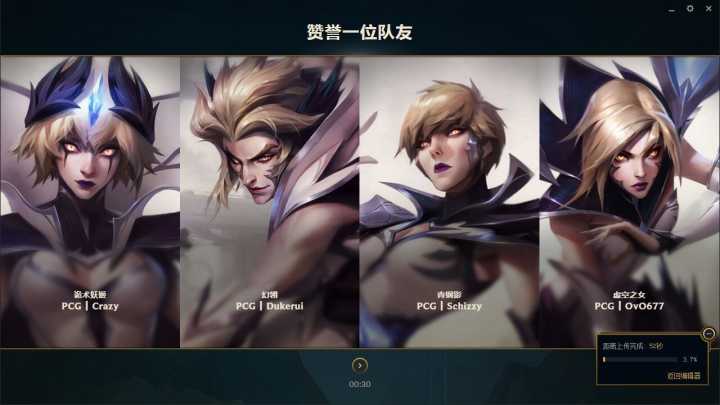 赞誉一位队友
诡术妖姬
PCG | Crazy
幻翎
PCG | Dukerui
青钢影
PCG | Schizzy
虚空之女
PCG | OvO677
00:30
距离上传完成: 52秒
3.7%
返回编辑器